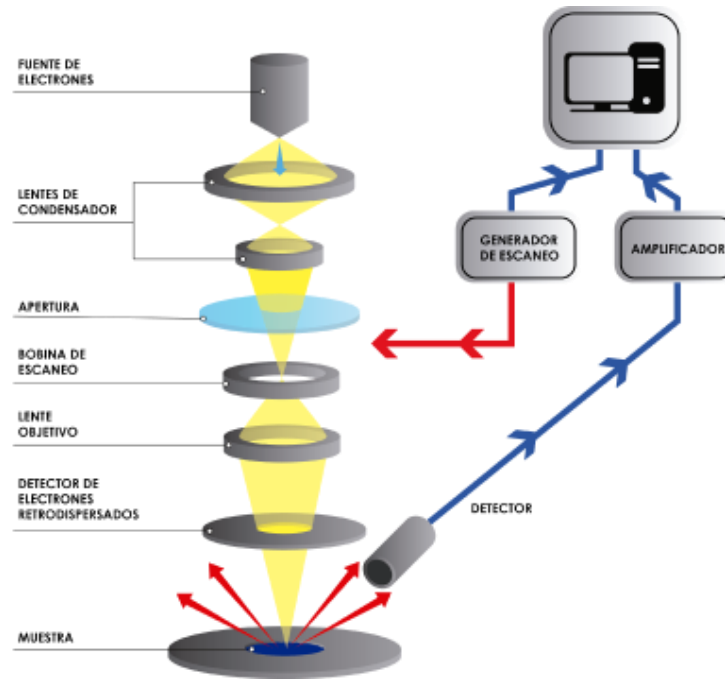 FUENTE DE
ELECTRONES
LENTES DE
CONDENSADOR
APERTURA
BOBINA DE
ESCANEO
LENTE
OBJETIVO
DETECTOR DE
ELECTRONES
RETRODISPERSADOS
MUESTRA
GENERADOR
DE ESCANEO
AMPLIFICADOR
DETECTOR